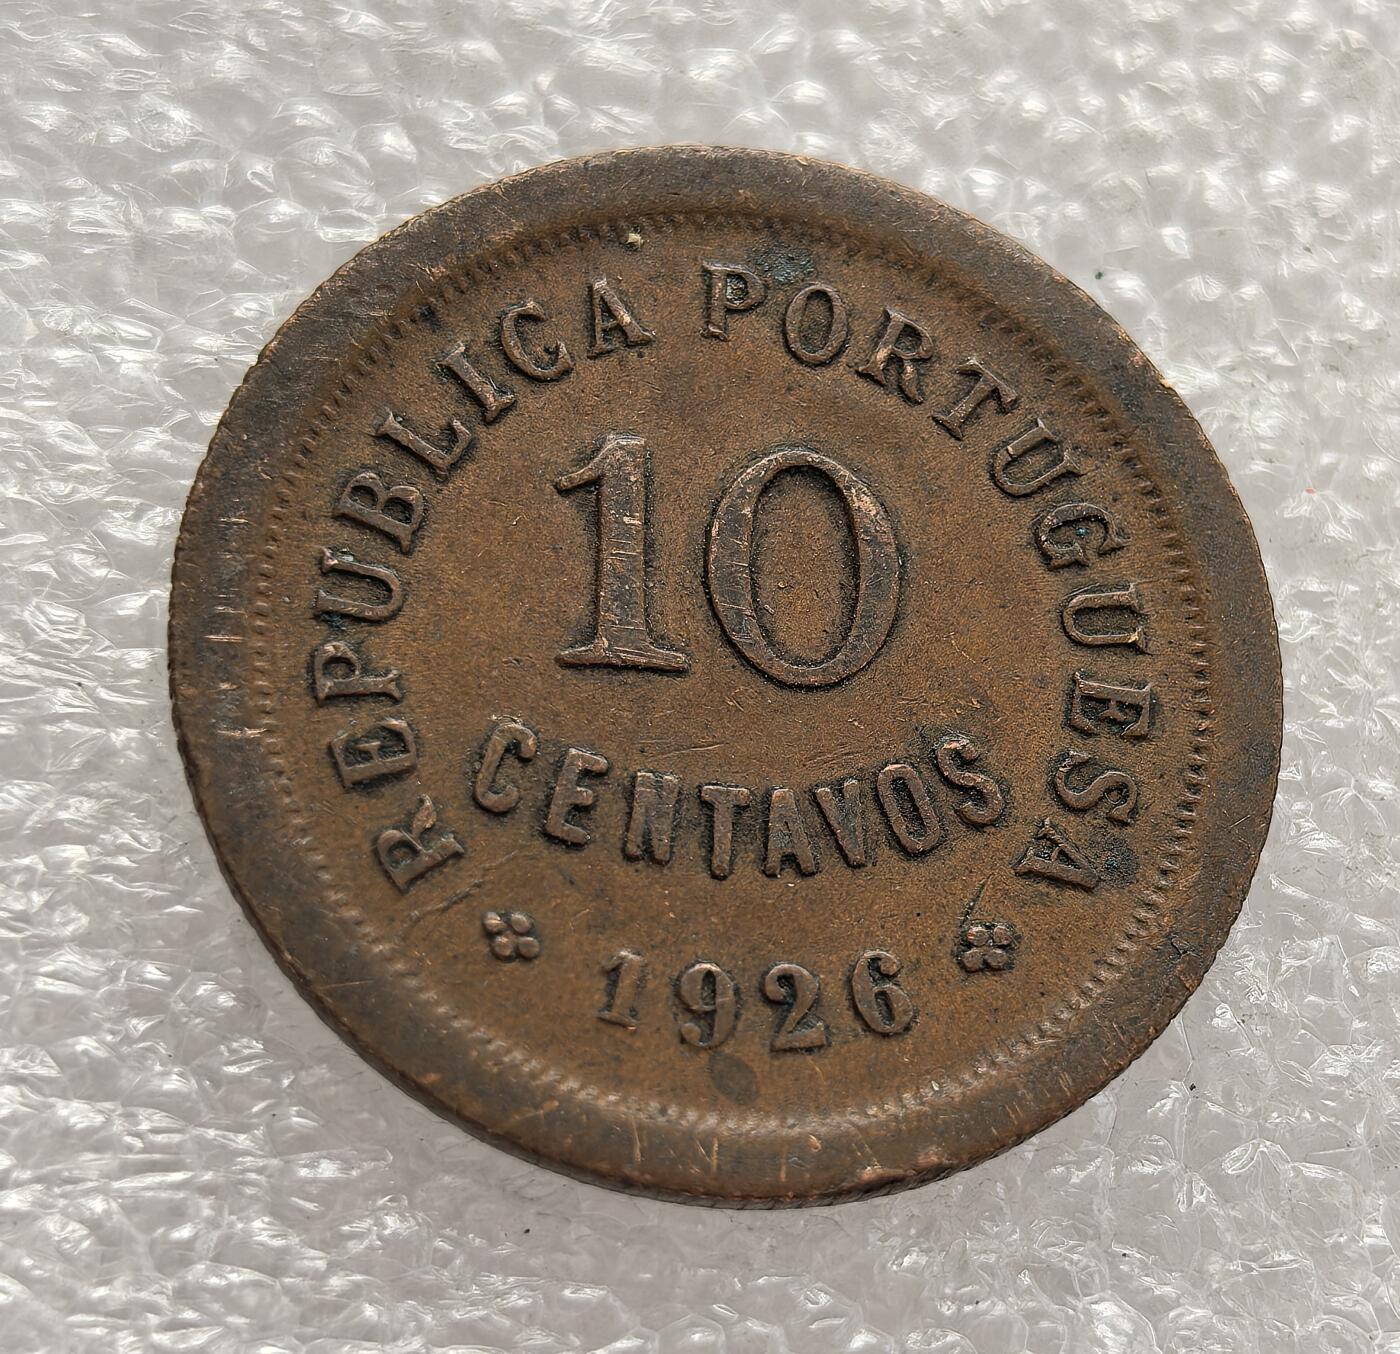 REPUBLICA PORTUGUESA
10
CENTAVOS
1926